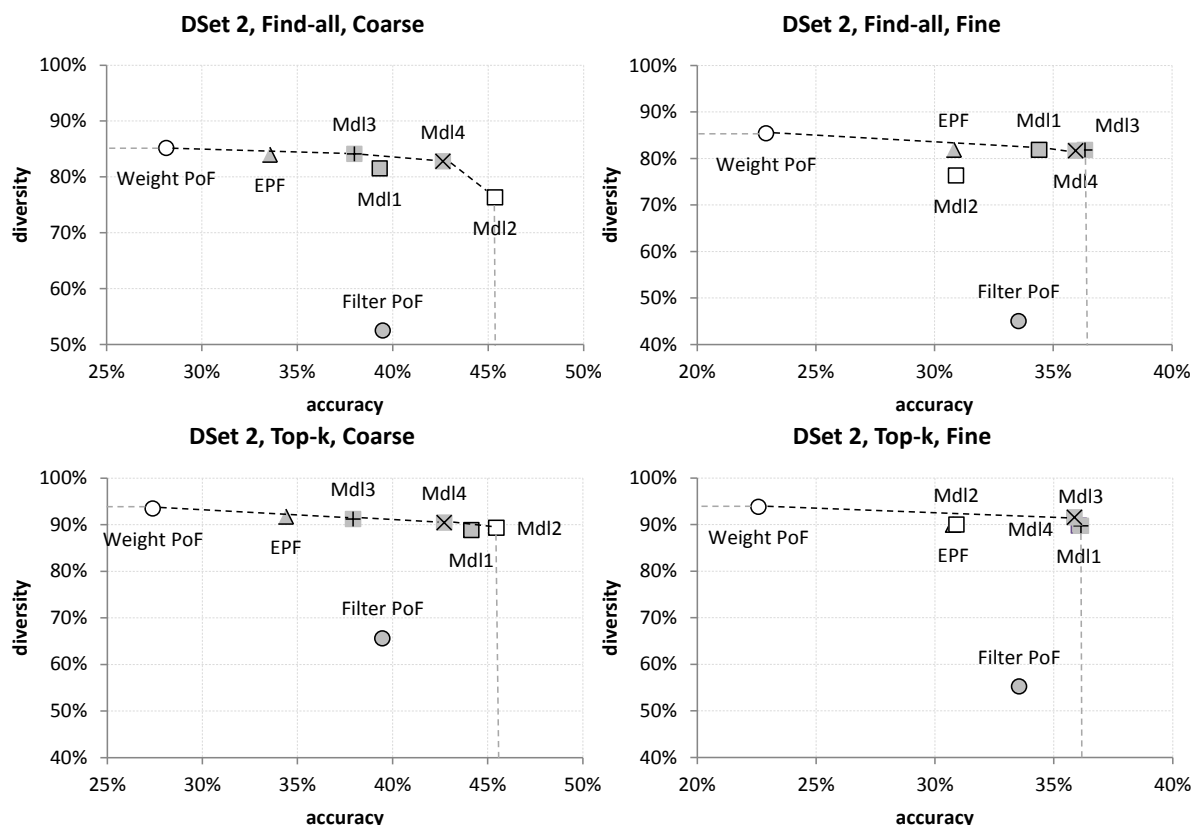 DSet 2, Find-all, Coarse
100%
90%
80%
70%
60%
50%
diversity
Mdl3
Mdl4
Weight PoF
EPF
Mdl1
Mdl2
Filter PoF
25%
30%
35%
40%
45%
50%
accuracy
DSet 2, Find-all, Fine
100%
90%
80%
70%
60%
50%
40%
diversity
EPF
Mdl1
Mdl3
Weight PoF
Mdl4
Mdl2
Filter PoF
20%
25%
30%
35%
40%
accuracy
DSet 2, Top-k, Coarse
100%
90%
80%
70%
60%
50%
40%
diversity
Mdl3
Mdl4
Mdl2
Weight PoF
EPF
Mdl1
Filter PoF
25%
30%
35%
40%
45%
50%
accuracy
DSet 2, Top-k, Fine
100%
90%
80%
70%
60%
50%
40%
diversity
Mdl2
Mdl3
Weight PoF
Mdl4
EPF
Mdl1
Filter PoF
20%
25%
30%
35%
40%
accuracy